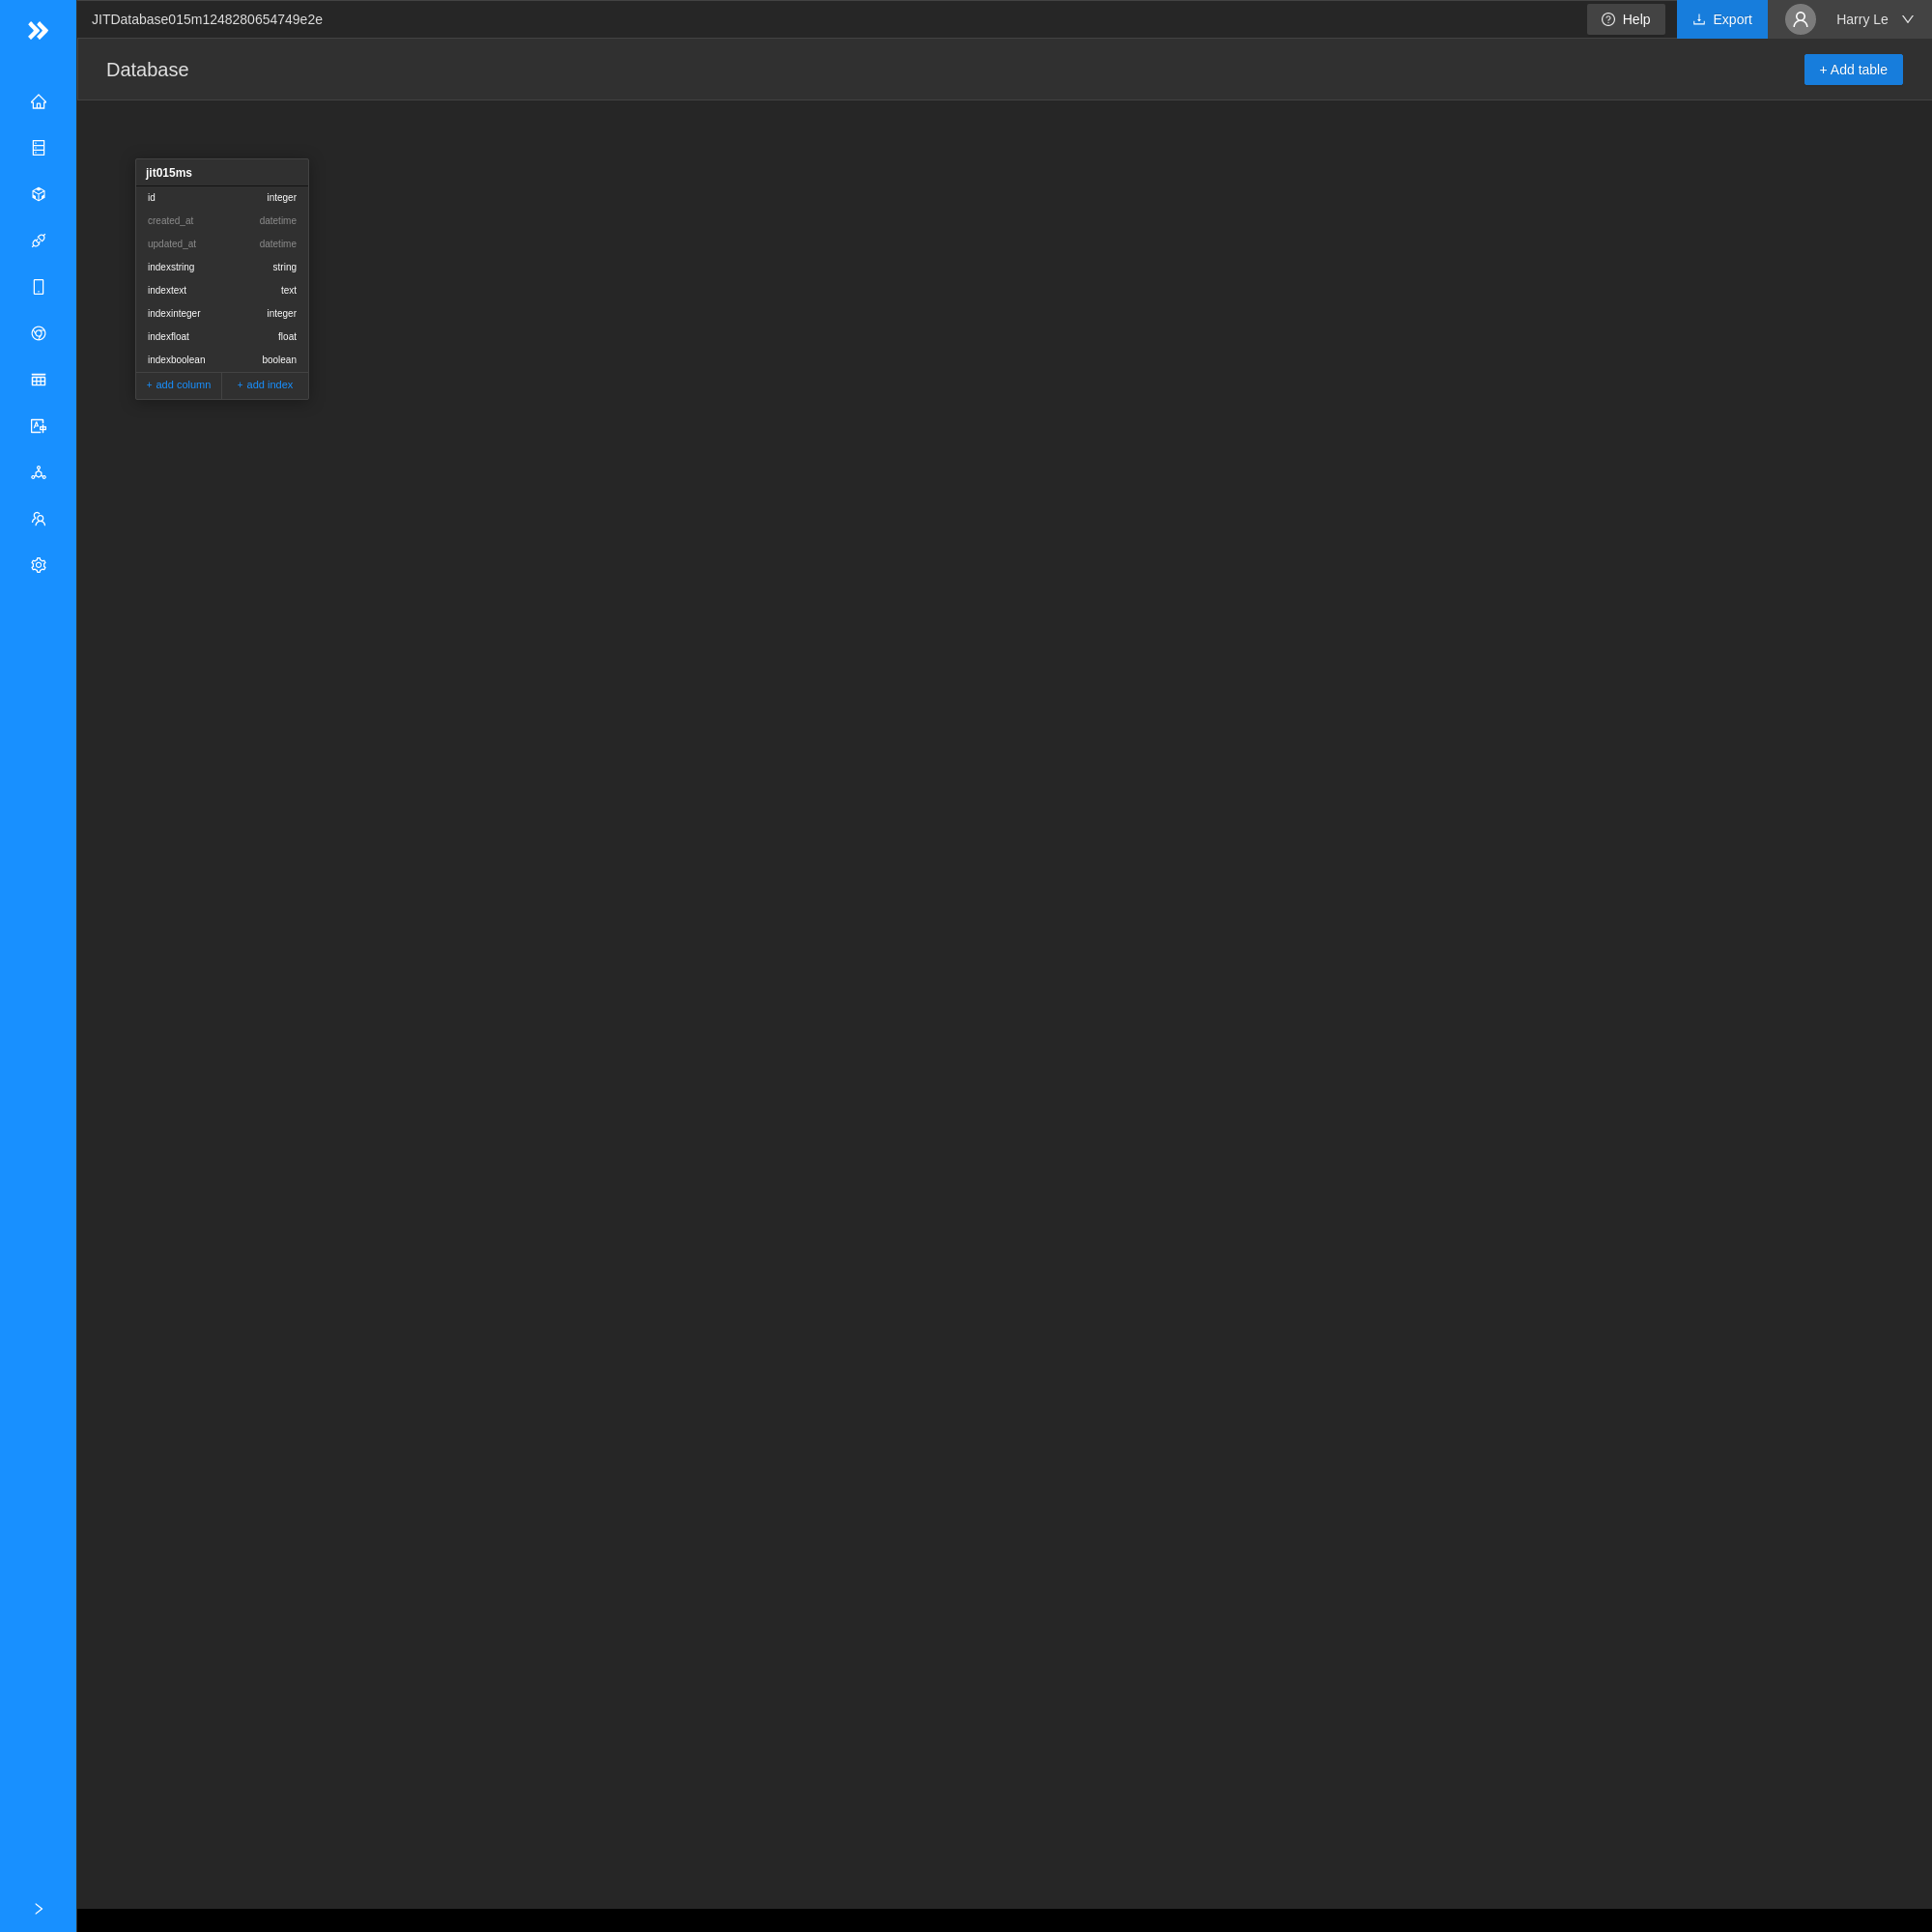 JITDatabase015m1248280654749e2e
Help
Export
Harry Le
Database
+ Add table
jit015ms
id integer
created_at datetime
updated_at datetime
indexstring string
indextext text
indexinteger integer
indexfloat float
indexboolean boolean
+ add column + add index